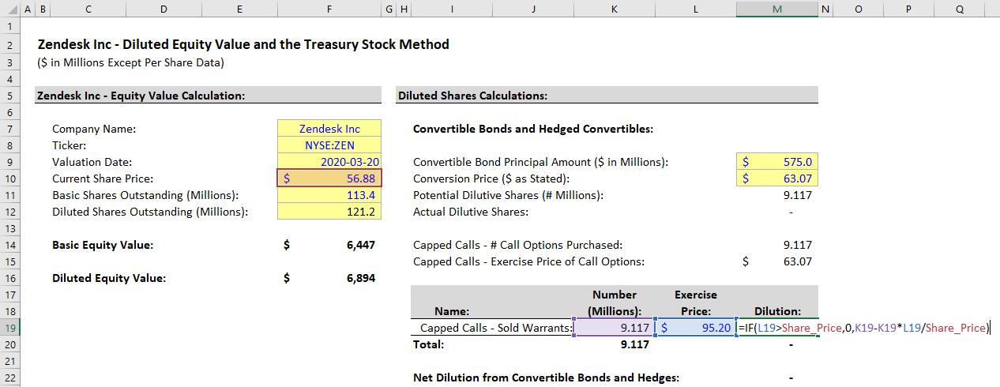 A B C D E F G H I J K L M N O P Q
1
2 Zendesk Inc - Diluted Equity Value and the Treasury Stock Method
3 ($ in Millions Except Per Share Data)
4
5 Zendesk Inc - Equity Value Calculation: Diluted Shares Calculations:
6
7 Company Name: Zendesk Inc Convertible Bonds and Hedged Convertibles:
8 Ticker: NYSE:ZEN
9 Valuation Date: 2020-03-20 Convertible Bond Principal Amount ($ in Millions): $ 575.0
10 Current Share Price: $ 56.88 Conversion Price ($ as Stated): $ 63.07
11 Basic Shares Outstanding (Millions): 113.4 Potential Dilutive Shares (# Millions): 9.117
12 Diluted Shares Outstanding (Millions): 121.2 Actual Dilutive Shares: -
13
14 Basic Equity Value: $ 6,447 Capped Calls - # Call Options Purchased: 9.117
15 Capped Calls - Exercise Price of Call Options: $ 63.07
16 Diluted Equity Value: $ 6,894
17 Number Exercise
18 Name: (Millions): Price: Dilution:
19 Capped Calls - Sold Warrants: 9.117 $ 95.20 =IF(L19>Share_Price,0,K19-K19*L19/Share_Price)
20 Total: 9.117 -
21
22 Net Dilution from Convertible Bonds and Hedges: -